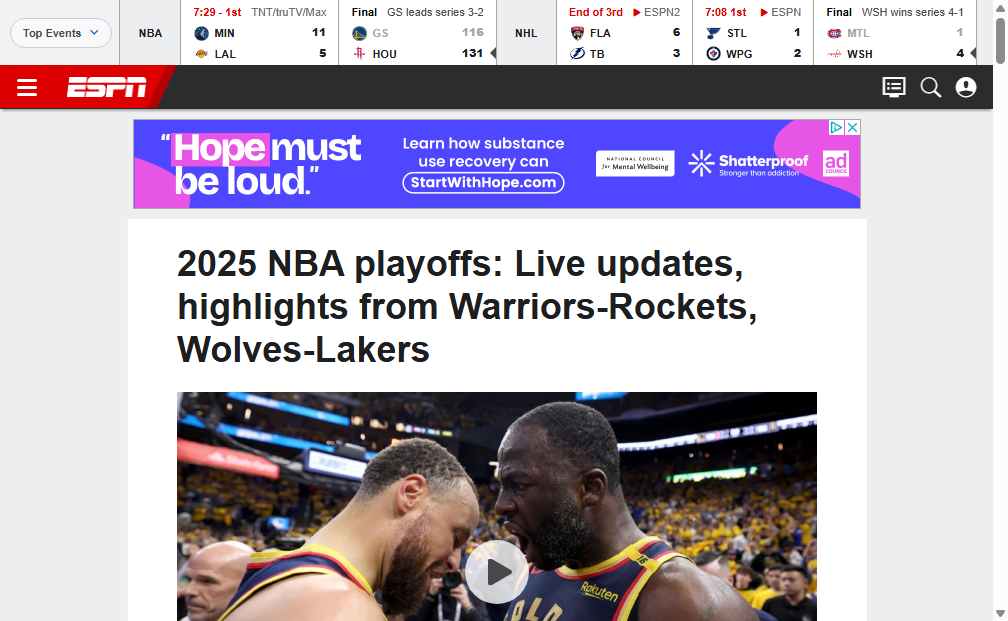 Top Events
NBA
7:29 - 1st TNT/truTV/Max
MIN 11
LAL 5
Final GS leads series 3-2
GS 116
HOU 131
NHL
End of 3rd ESPN2
FLA 6
TB 3
7:08 1st ESPN
STL 1
WPG 2
Final WSH wins series 4-1
MTL 1
WSH 4
ESPN
“Hope must
be loud.”
Learn how substance
use recovery can
StartWithHope.com
NATIONAL COUNCIL
for Mental Wellbeing
Shatterproof
Stronger than addiction
ad
COUNCIL
2025 NBA playoffs: Live updates,
highlights from Warriors-Rockets,
Wolves-Lakers
State Farm
Rakuten